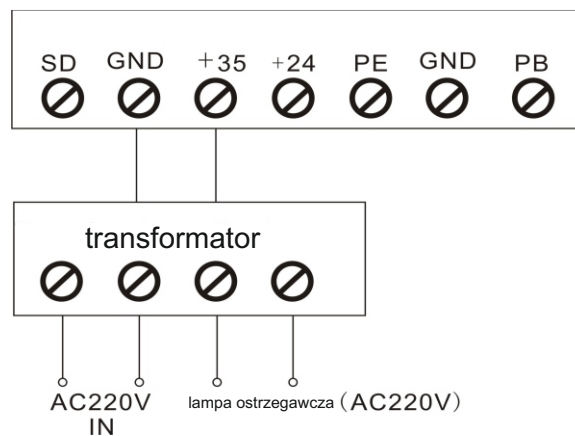 SD GND +35 +24 PE GND PB
transformator
AC220V lampa ostrzegawcza (AC220V)
IN